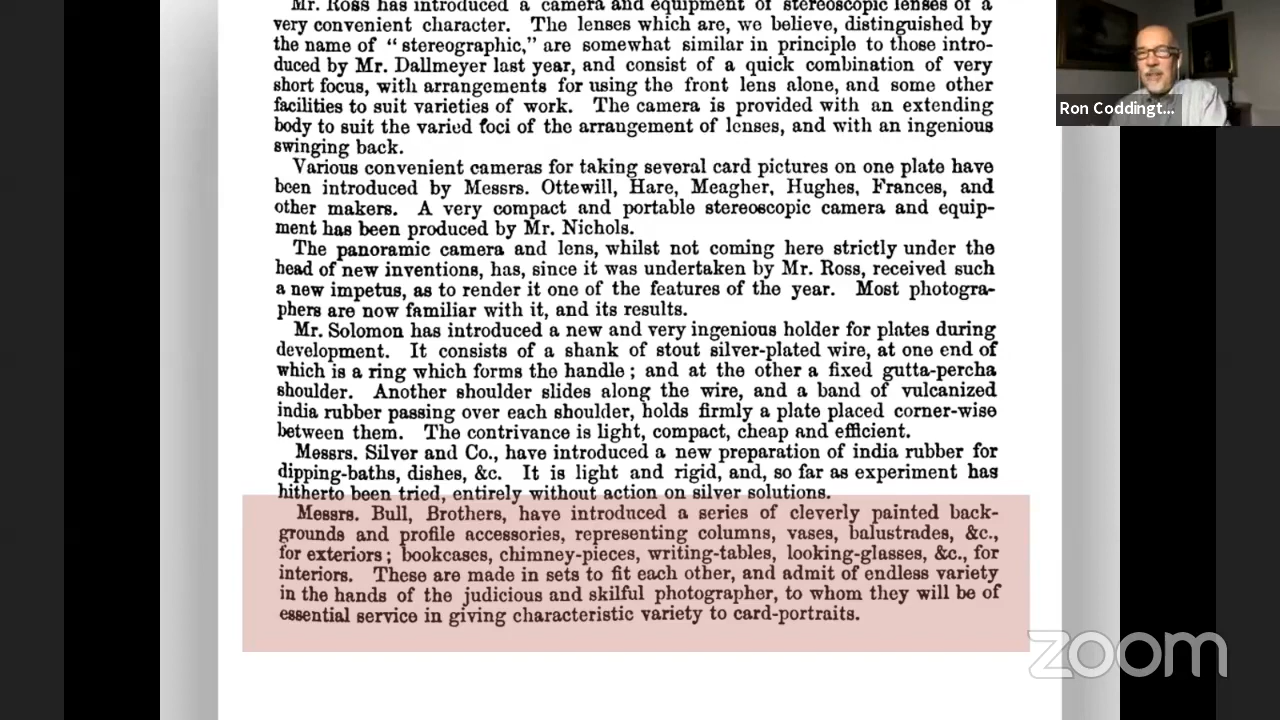 Mr. Ross has introduced a camera and equipment of stereoscopic lenses of a
very convenient character. The lenses which are, we believe, distinguished by
the name of “stereographic,” are somewhat similar in principle to those intro-
duced by Mr. Dallmeyer last year, and consist of a quick combination of very
short focus, with arrangements for using the front lens alone, and some other
facilities to suit varieties of work. The camera is provided with an extending
body to suit the varied foci of the arrangement of lenses, and with an ingenious
swinging back.
Various convenient cameras for taking several card pictures on one plate have
been introduced by Messrs. Ottewill, Hare, Meagher, Hughes, Frances, and
other makers. A very compact and portable stereoscopic camera and equip-
ment has been produced by Mr. Nichols.
The panoramic camera and lens, whilst not coming here strictly under the
head of new inventions, has, since it was undertaken by Mr. Ross, received such
a new impetus, as to render it one of the features of the year. Most photogra-
phers are now familiar with it, and its results.
Mr. Solomon has introduced a new and very ingenious holder for plates during
development. It consists of a shank of stout silver-plated wire, at one end of
which is a ring which forms the handle; and at the other a fixed gutta-percha
shoulder. Another shoulder slides along the wire, and a band of vulcanized
india rubber passing over each shoulder, holds firmly a plate placed corner-wise
between them. The contrivance is light, compact, cheap and efficient.
Messrs. Silver and Co., have introduced a new preparation of india rubber for
dipping-baths, dishes, &c. It is light and rigid, and, so far as experiment has
hitherto been tried, entirely without action on silver solutions.
Messrs. Bull, Brothers, have introduced a series of cleverly painted back-
grounds and profile accessories, representing columns, vases, balustrades, &c.,
for exteriors; bookcases, chimney-pieces, writing-tables, looking-glasses, &c., for
interiors. These are made in sets to fit each other, and admit of endless variety
in the hands of the judicious and skilful photographer, to whom they will be of
essential service in giving characteristic variety to card-portraits.
Ron Coddingt...
zoom